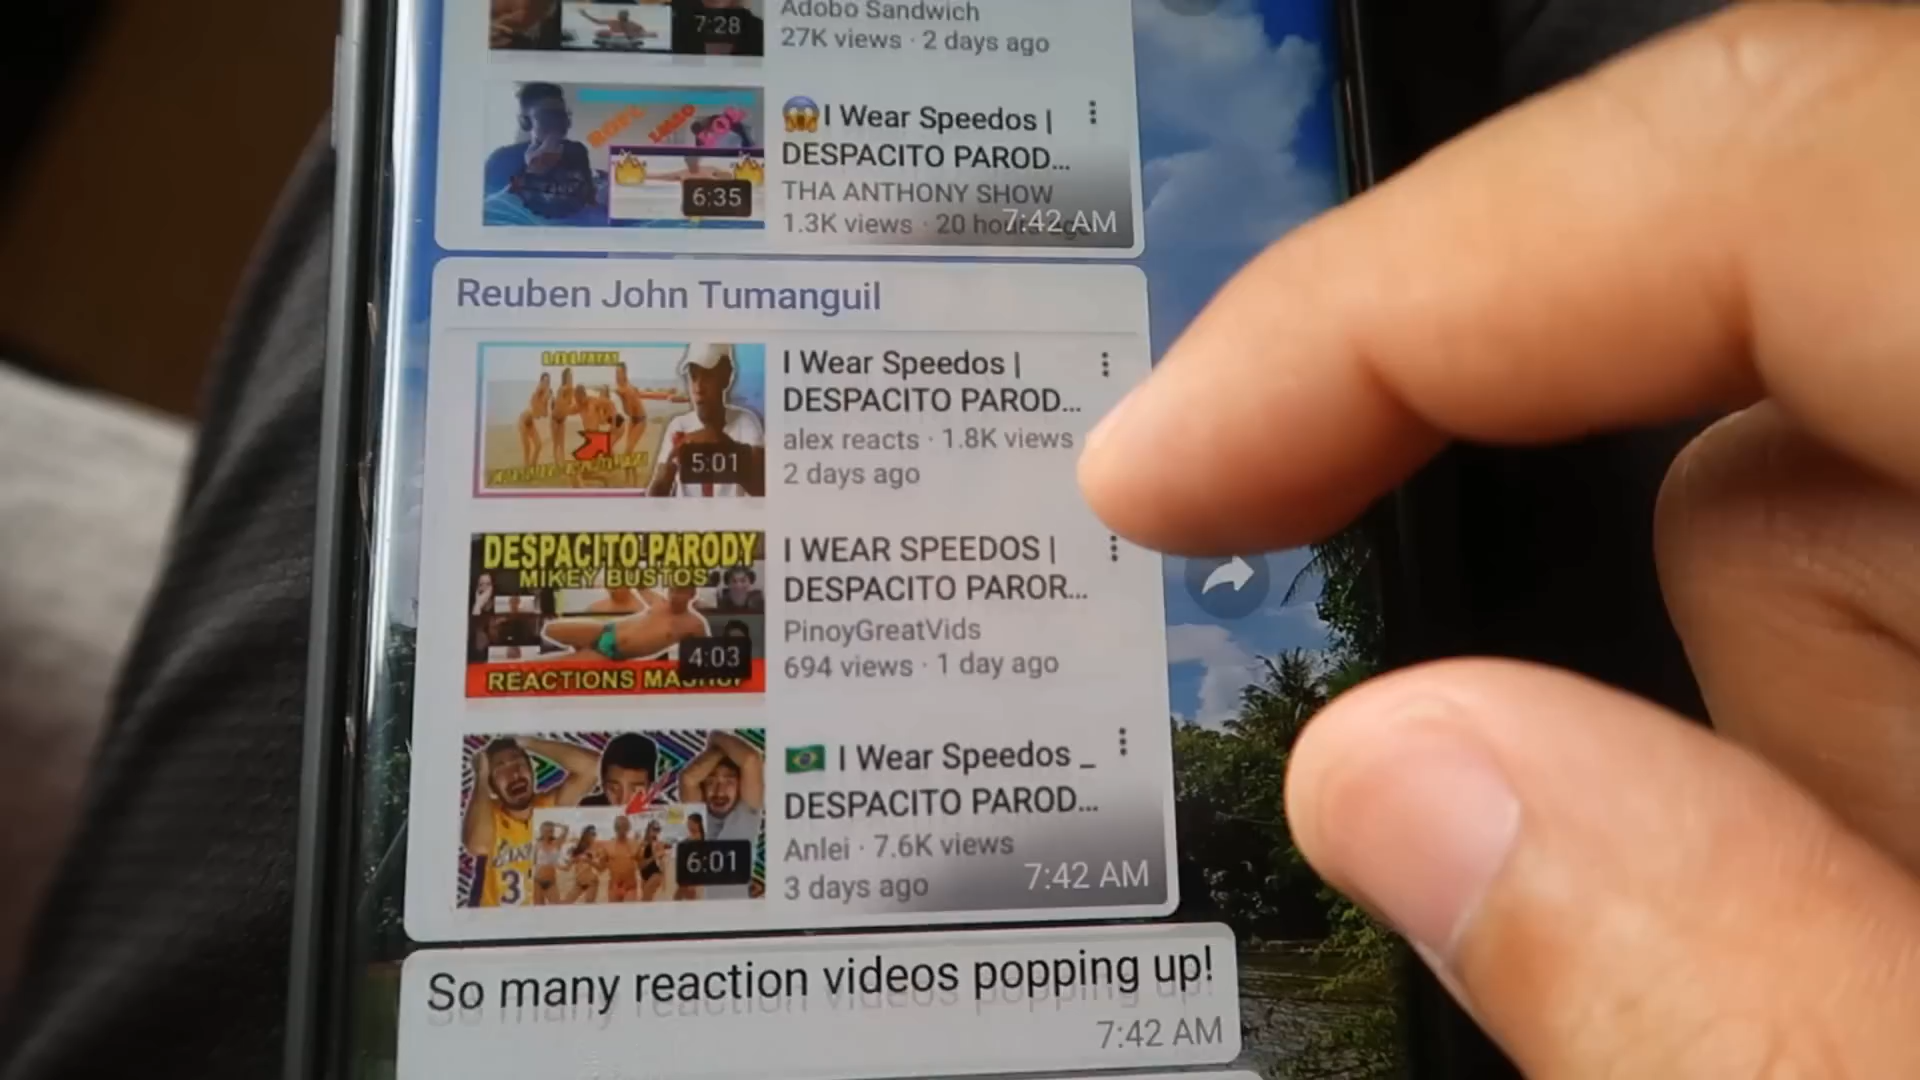 Adobo Sandwich
7:28
27K views · 2 days ago
😱I Wear Speedos |
DESPACITO PAROD...
6:35
THA ANTHONY SHOW
1.3K views · 20 hours ago
7:42 AM
Reuben John Tumanguil
I Wear Speedos |
DESPACITO PAROD...
5:01
alex reacts · 1.8K views
2 days ago
DESPACITO PARODY
MIKEY BUSTOS
4:03
REACTIONS MASHUP
I WEAR SPEEDOS |
DESPACITO PAROR...
PinoyGreatVids
694 views · 1 day ago
🇧🇷 I Wear Speedos _
DESPACITO PAROD...
6:01
Anlei · 7.6K views
3 days ago
7:42 AM
So many reaction videos popping up!
7:42 AM